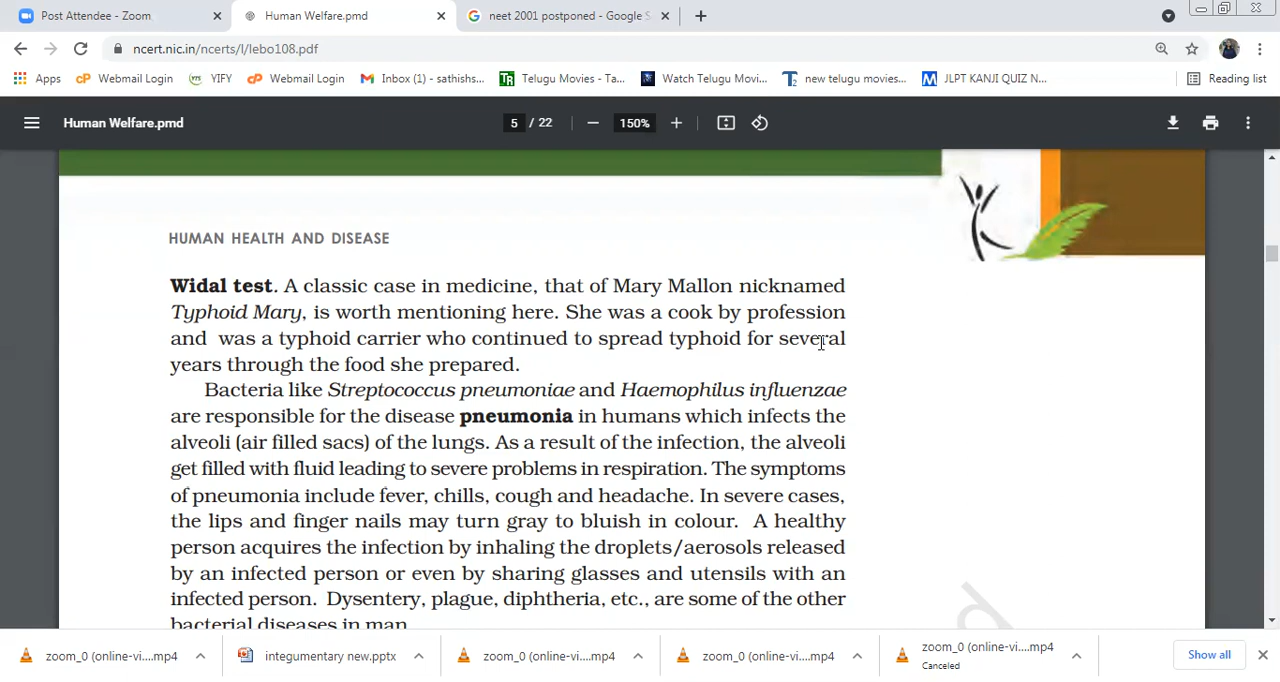 Post Attendee - Zoom
Human Welfare.pmd
neet 2001 postponed - Google S
ncert.nic.in/ncerts/l/lebo108.pdf
Apps
Webmail Login
YIFY
Webmail Login
Inbox (1) - sathishs...
Telugu Movies - Ta...
Watch Telugu Movi...
new telugu movies...
JLPT KANJI QUIZ N...
Reading list
Human Welfare.pmd
5 / 22
150%
HUMAN HEALTH AND DISEASE
Widal test. A classic case in medicine, that of Mary Mallon nicknamed
Typhoid Mary, is worth mentioning here. She was a cook by profession
and was a typhoid carrier who continued to spread typhoid for several
years through the food she prepared.
Bacteria like Streptococcus pneumoniae and Haemophilus influenzae
are responsible for the disease pneumonia in humans which infects the
alveoli (air filled sacs) of the lungs. As a result of the infection, the alveoli
get filled with fluid leading to severe problems in respiration. The symptoms
of pneumonia include fever, chills, cough and headache. In severe cases,
the lips and finger nails may turn gray to bluish in colour. A healthy
person acquires the infection by inhaling the droplets/aerosols released
by an infected person or even by sharing glasses and utensils with an
infected person. Dysentery, plague, diphtheria, etc., are some of the other
bacterial diseases in man.
d
zoom_0 (online-vi....mp4
integumentary new.pptx
zoom_0 (online-vi....mp4
zoom_0 (online-vi....mp4
zoom_0 (online-vi....mp4
Canceled
Show all